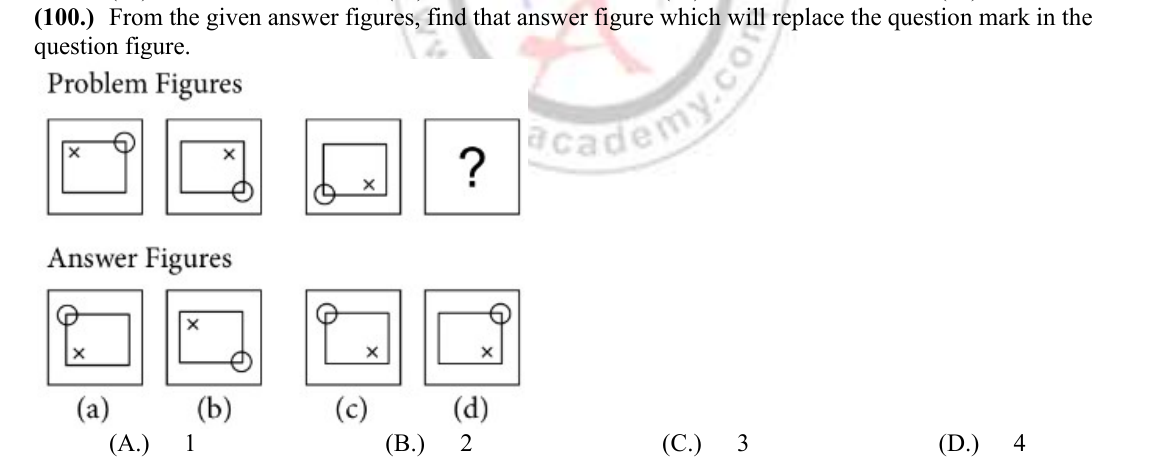 (100.) From the given answer figures, find that answer figure which will replace the question mark in the
question figure.
Problem Figures
?
Answer Figures
(a) (b) (c) (d)
(A.) 1 (B.) 2 (C.) 3 (D.) 4
academy.com